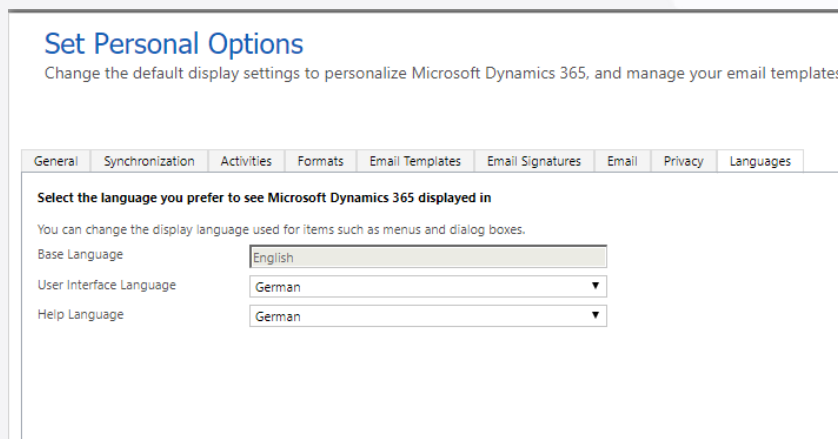 Set Personal Options
Change the default display settings to personalize Microsoft Dynamics 365, and manage your email templates
General Synchronization Activities Formats Email Templates Email Signatures Email Privacy Languages
Select the language you prefer to see Microsoft Dynamics 365 displayed in
You can change the display language used for items such as menus and dialog boxes.
Base Language English
User Interface Language German
Help Language German